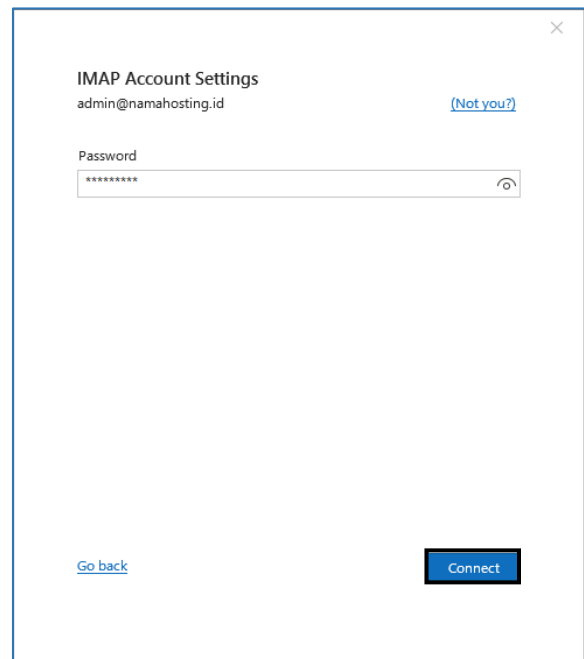 IMAP Account Settings
admin@namahosting.id (Not you?)
Password
*********
Go back Connect